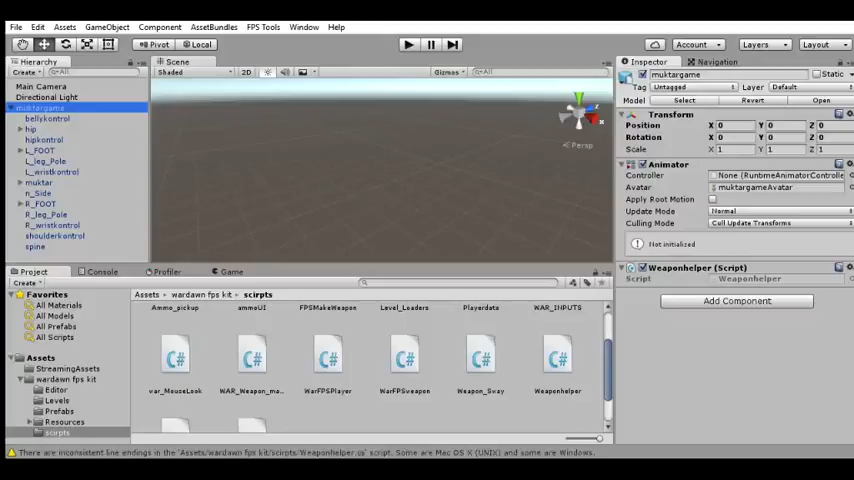 File Edit Assets GameObject Component AssetBundles FPS Tools Window Help
Pivot Local Account Layers Layout
Hierarchy
Create All
Main Camera
Directional Light
muktargame
bellykontrol
hip
hipkontrol
L_FOOT
L_leg_Pole
L_wristkontrol
muktar
n_Side
R_FOOT
R_leg_Pole
R_wristkontrol
shoulderkontrol
spine
Scene
Shaded 2D Gizmos All
Persp
Inspector Navigation
muktargame Static
Tag Untagged Layer Default
Model Select Revert Open
Transform
Position X 0 Y 0 Z 0
Rotation X 0 Y 0 Z 0
Scale X 1 Y 1 Z 1
Animator
Controller None (RuntimeAnimatorControlle
Avatar muktargameAvatar
Apply Root Motion
Update Mode Normal
Culling Mode Cull Update Transforms
Not initialized
Weaponhelper (Script)
Script Weaponhelper
Add Component
Project Console Profiler Game
Create
Favorites
All Materials
All Models
All Prefabs
All Scripts
Assets
StreamingAssets
wardawn fps kit
Editor
Levels
Prefabs
Resources
scirpts
Assets wardawn fps kit scirpts
Ammo_pickup ammoUI FPSMakeWeapon Level_Loaders Playerdata WAR_INPUTS
C# C# C# C# C# C#
var_MouseLook WAR_Weapon_ma... WarFPSPlayer WarFPSweapon Weapon_Sway Weaponhelper
There are inconsistent line endings in the 'Assets/wardawn fps kit/scirpts/Weaponhelper.cs' script. Some are Mac OS X (UNIX) and some are Windows.